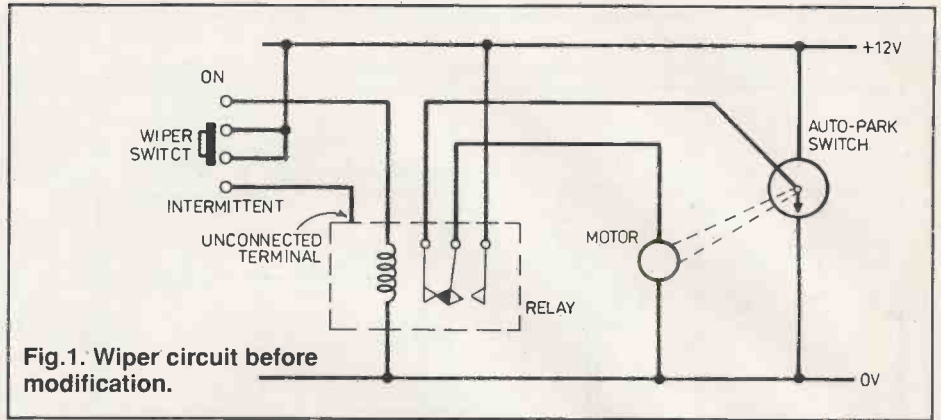 +12V
ON
WIPER
SWITCT
INTERMITTENT
UNCONNECTED
TERMINAL
AUTO-PARK
SWITCH
MOTOR
RELAY
0V
Fig.1. Wiper circuit before
modification.